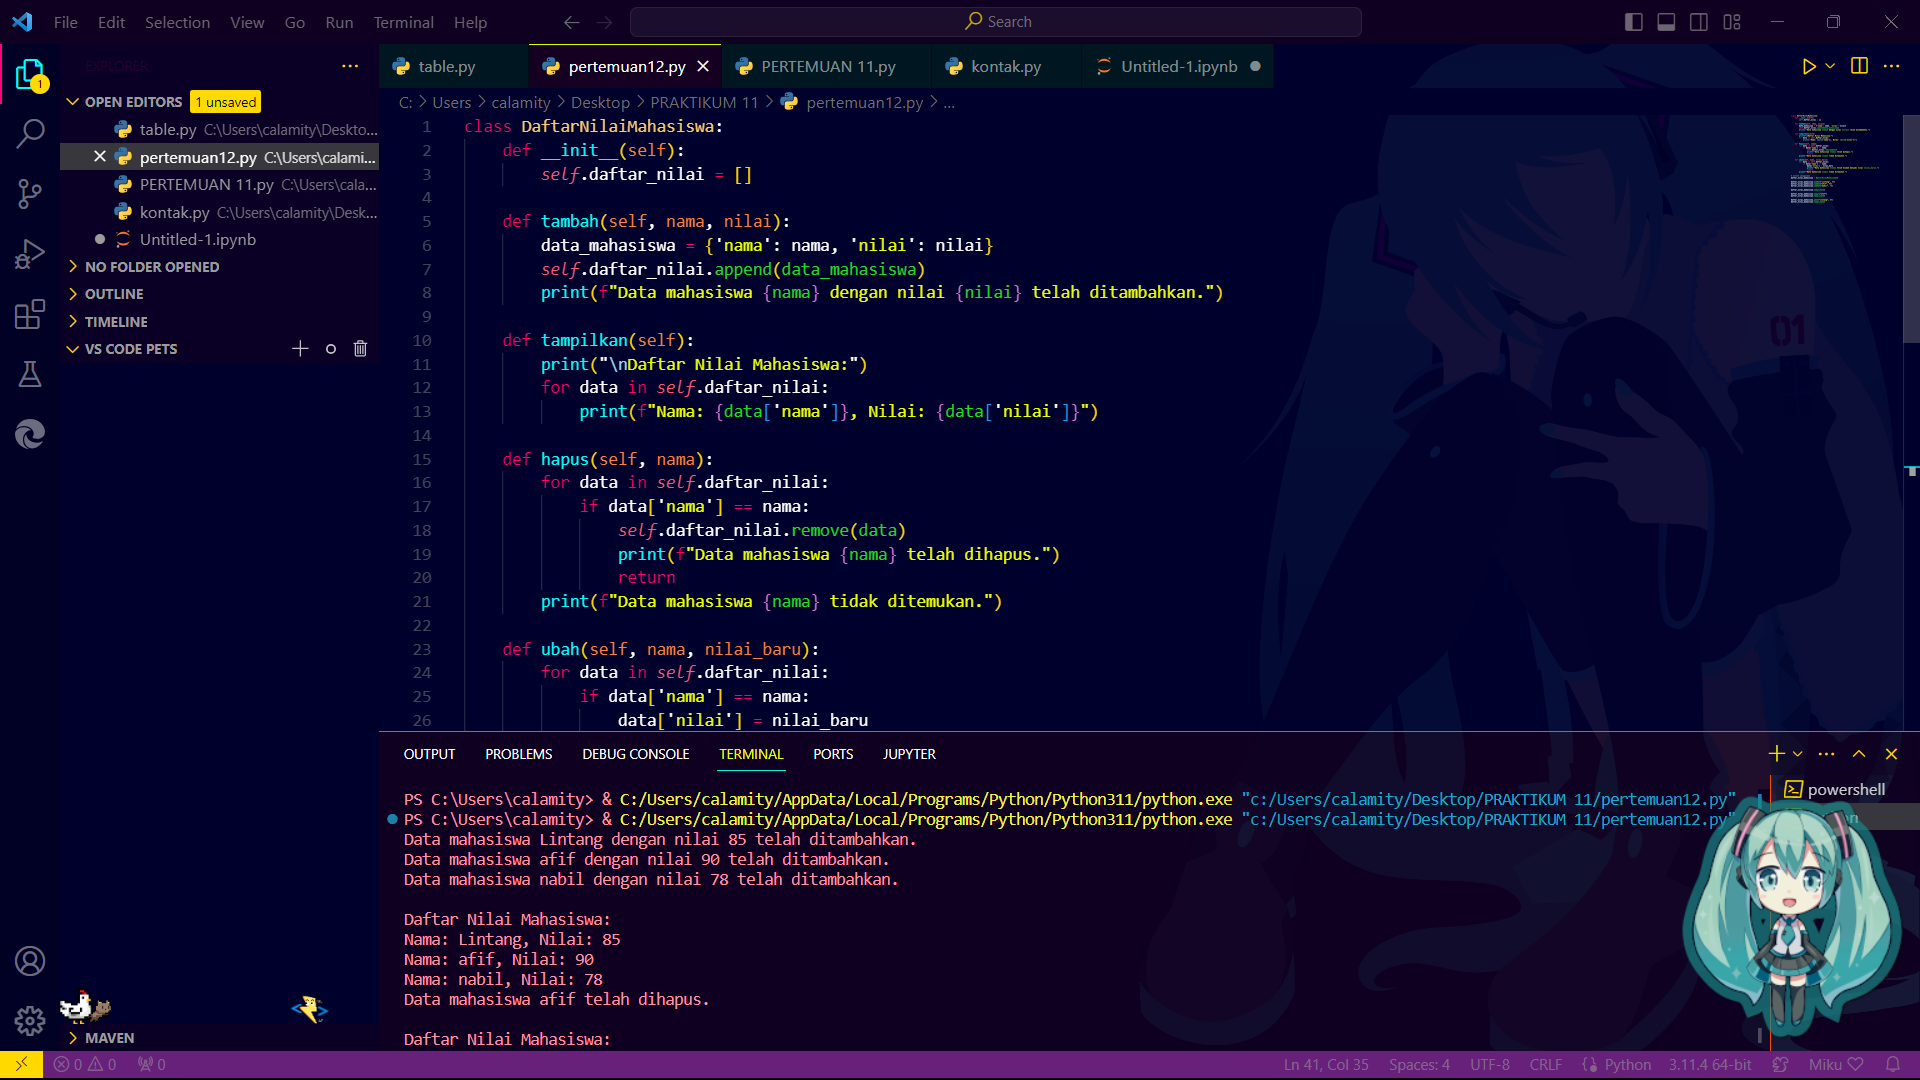 File Edit Selection View Go Run Terminal Help
Search
EXPLORER
1
OPEN EDITORS 1 unsaved
table.py C:\Users\calamity\Deskto...
pertemuan12.py C:\Users\calami...
PERTEMUAN 11.py C:\Users\cala...
kontak.py C:\Users\calamity\Desk...
Untitled-1.ipynb
NO FOLDER OPENED
OUTLINE
TIMELINE
VS CODE PETS
MAVEN
table.py pertemuan12.py PERTEMUAN 11.py kontak.py Untitled-1.ipynb
C: > Users > calamity > Desktop > PRAKTIKUM 11 > pertemuan12.py > ...
1 class DaftarNilaiMahasiswa:
2 def __init__(self):
3 self.daftar_nilai = []
4
5 def tambah(self, nama, nilai):
6 data_mahasiswa = {'nama': nama, 'nilai': nilai}
7 self.daftar_nilai.append(data_mahasiswa)
8 print(f"Data mahasiswa {nama} dengan nilai {nilai} telah ditambahkan.")
9
10 def tampilkan(self):
11 print("\nDaftar Nilai Mahasiswa:")
12 for data in self.daftar_nilai:
13 print(f"Nama: {data['nama']}, Nilai: {data['nilai']}")
14
15 def hapus(self, nama):
16 for data in self.daftar_nilai:
17 if data['nama'] == nama:
18 self.daftar_nilai.remove(data)
19 print(f"Data mahasiswa {nama} telah dihapus.")
20 return
21 print(f"Data mahasiswa {nama} tidak ditemukan.")
22
23 def ubah(self, nama, nilai_baru):
24 for data in self.daftar_nilai:
25 if data['nama'] == nama:
26 data['nilai'] = nilai_baru
01
OUTPUT PROBLEMS DEBUG CONSOLE TERMINAL PORTS JUPYTER
powershell
PS C:\Users\calamity> & C:/Users/calamity/AppData/Local/Programs/Python/Python311/python.exe "c:/Users/calamity/Desktop/PRAKTIKUM 11/pertemuan12.py"
PS C:\Users\calamity> & C:/Users/calamity/AppData/Local/Programs/Python/Python311/python.exe "c:/Users/calamity/Desktop/PRAKTIKUM 11/pertemuan12.py"
Data mahasiswa Lintang dengan nilai 85 telah ditambahkan.
Data mahasiswa afif dengan nilai 90 telah ditambahkan.
Data mahasiswa nabil dengan nilai 78 telah ditambahkan.
Daftar Nilai Mahasiswa:
Nama: Lintang, Nilai: 85
Nama: afif, Nilai: 90
Nama: nabil, Nilai: 78
Data mahasiswa afif telah dihapus.
Daftar Nilai Mahasiswa:
0 0 0 Ln 41, Col 35 Spaces: 4 UTF-8 CRLF Python 3.11.4 64-bit Miku